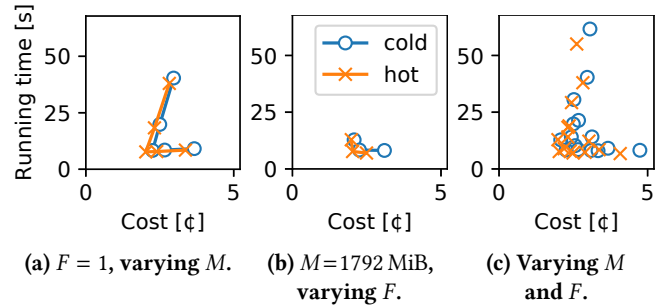 Running time [s]
50
25
0
0
5
Cost [¢]
(a) F = 1, varying M.
50
25
0
0
5
Cost [¢]
cold
hot
(b) M=1792 MiB,
varying F.
50
25
0
0
5
Cost [¢]
(c) Varying M
and F.